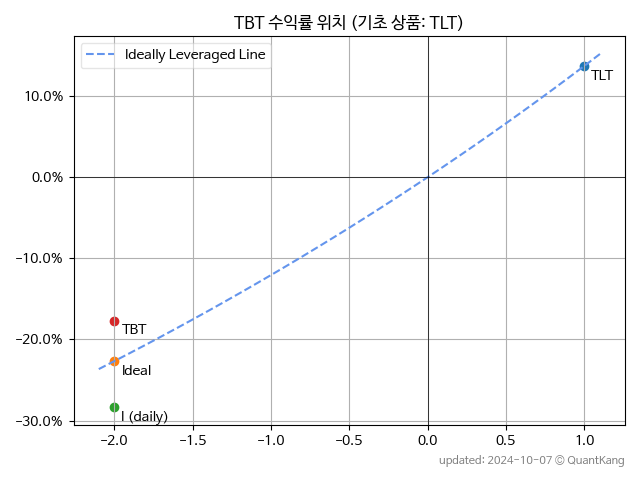 TBT 수익률 위치 (기초 상품: TLT)
Ideally Leveraged Line
10.0%
0.0%
-10.0%
-20.0%
-30.0%
TLT
TBT
Ideal
I (daily)
-2.0 -1.5 -1.0 -0.5 0.0 0.5 1.0
updated: 2024-10-07 © QuantKang